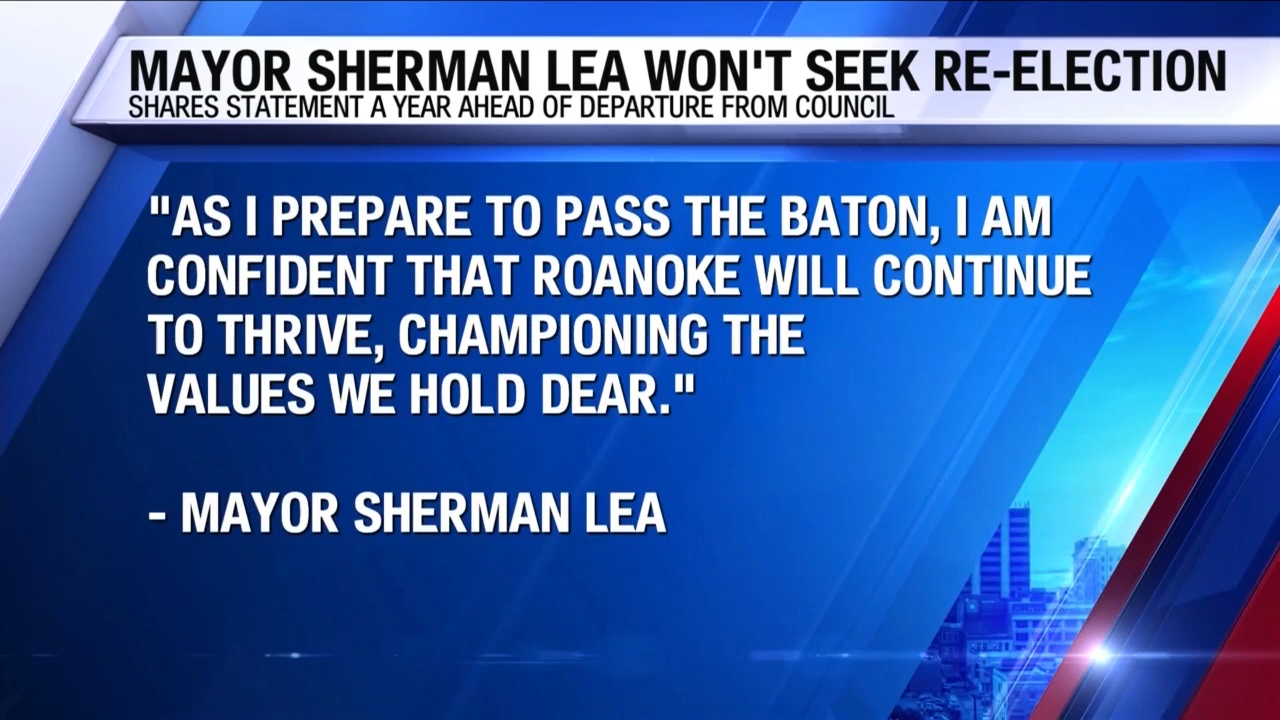 MAYOR SHERMAN LEA WON'T SEEK RE-ELECTION
SHARES STATEMENT A YEAR AHEAD OF DEPARTURE FROM COUNCIL
"AS I PREPARE TO PASS THE BATON, I AM
CONFIDENT THAT ROANOKE WILL CONTINUE
TO THRIVE, CHAMPIONING THE
VALUES WE HOLD DEAR."
- MAYOR SHERMAN LEA